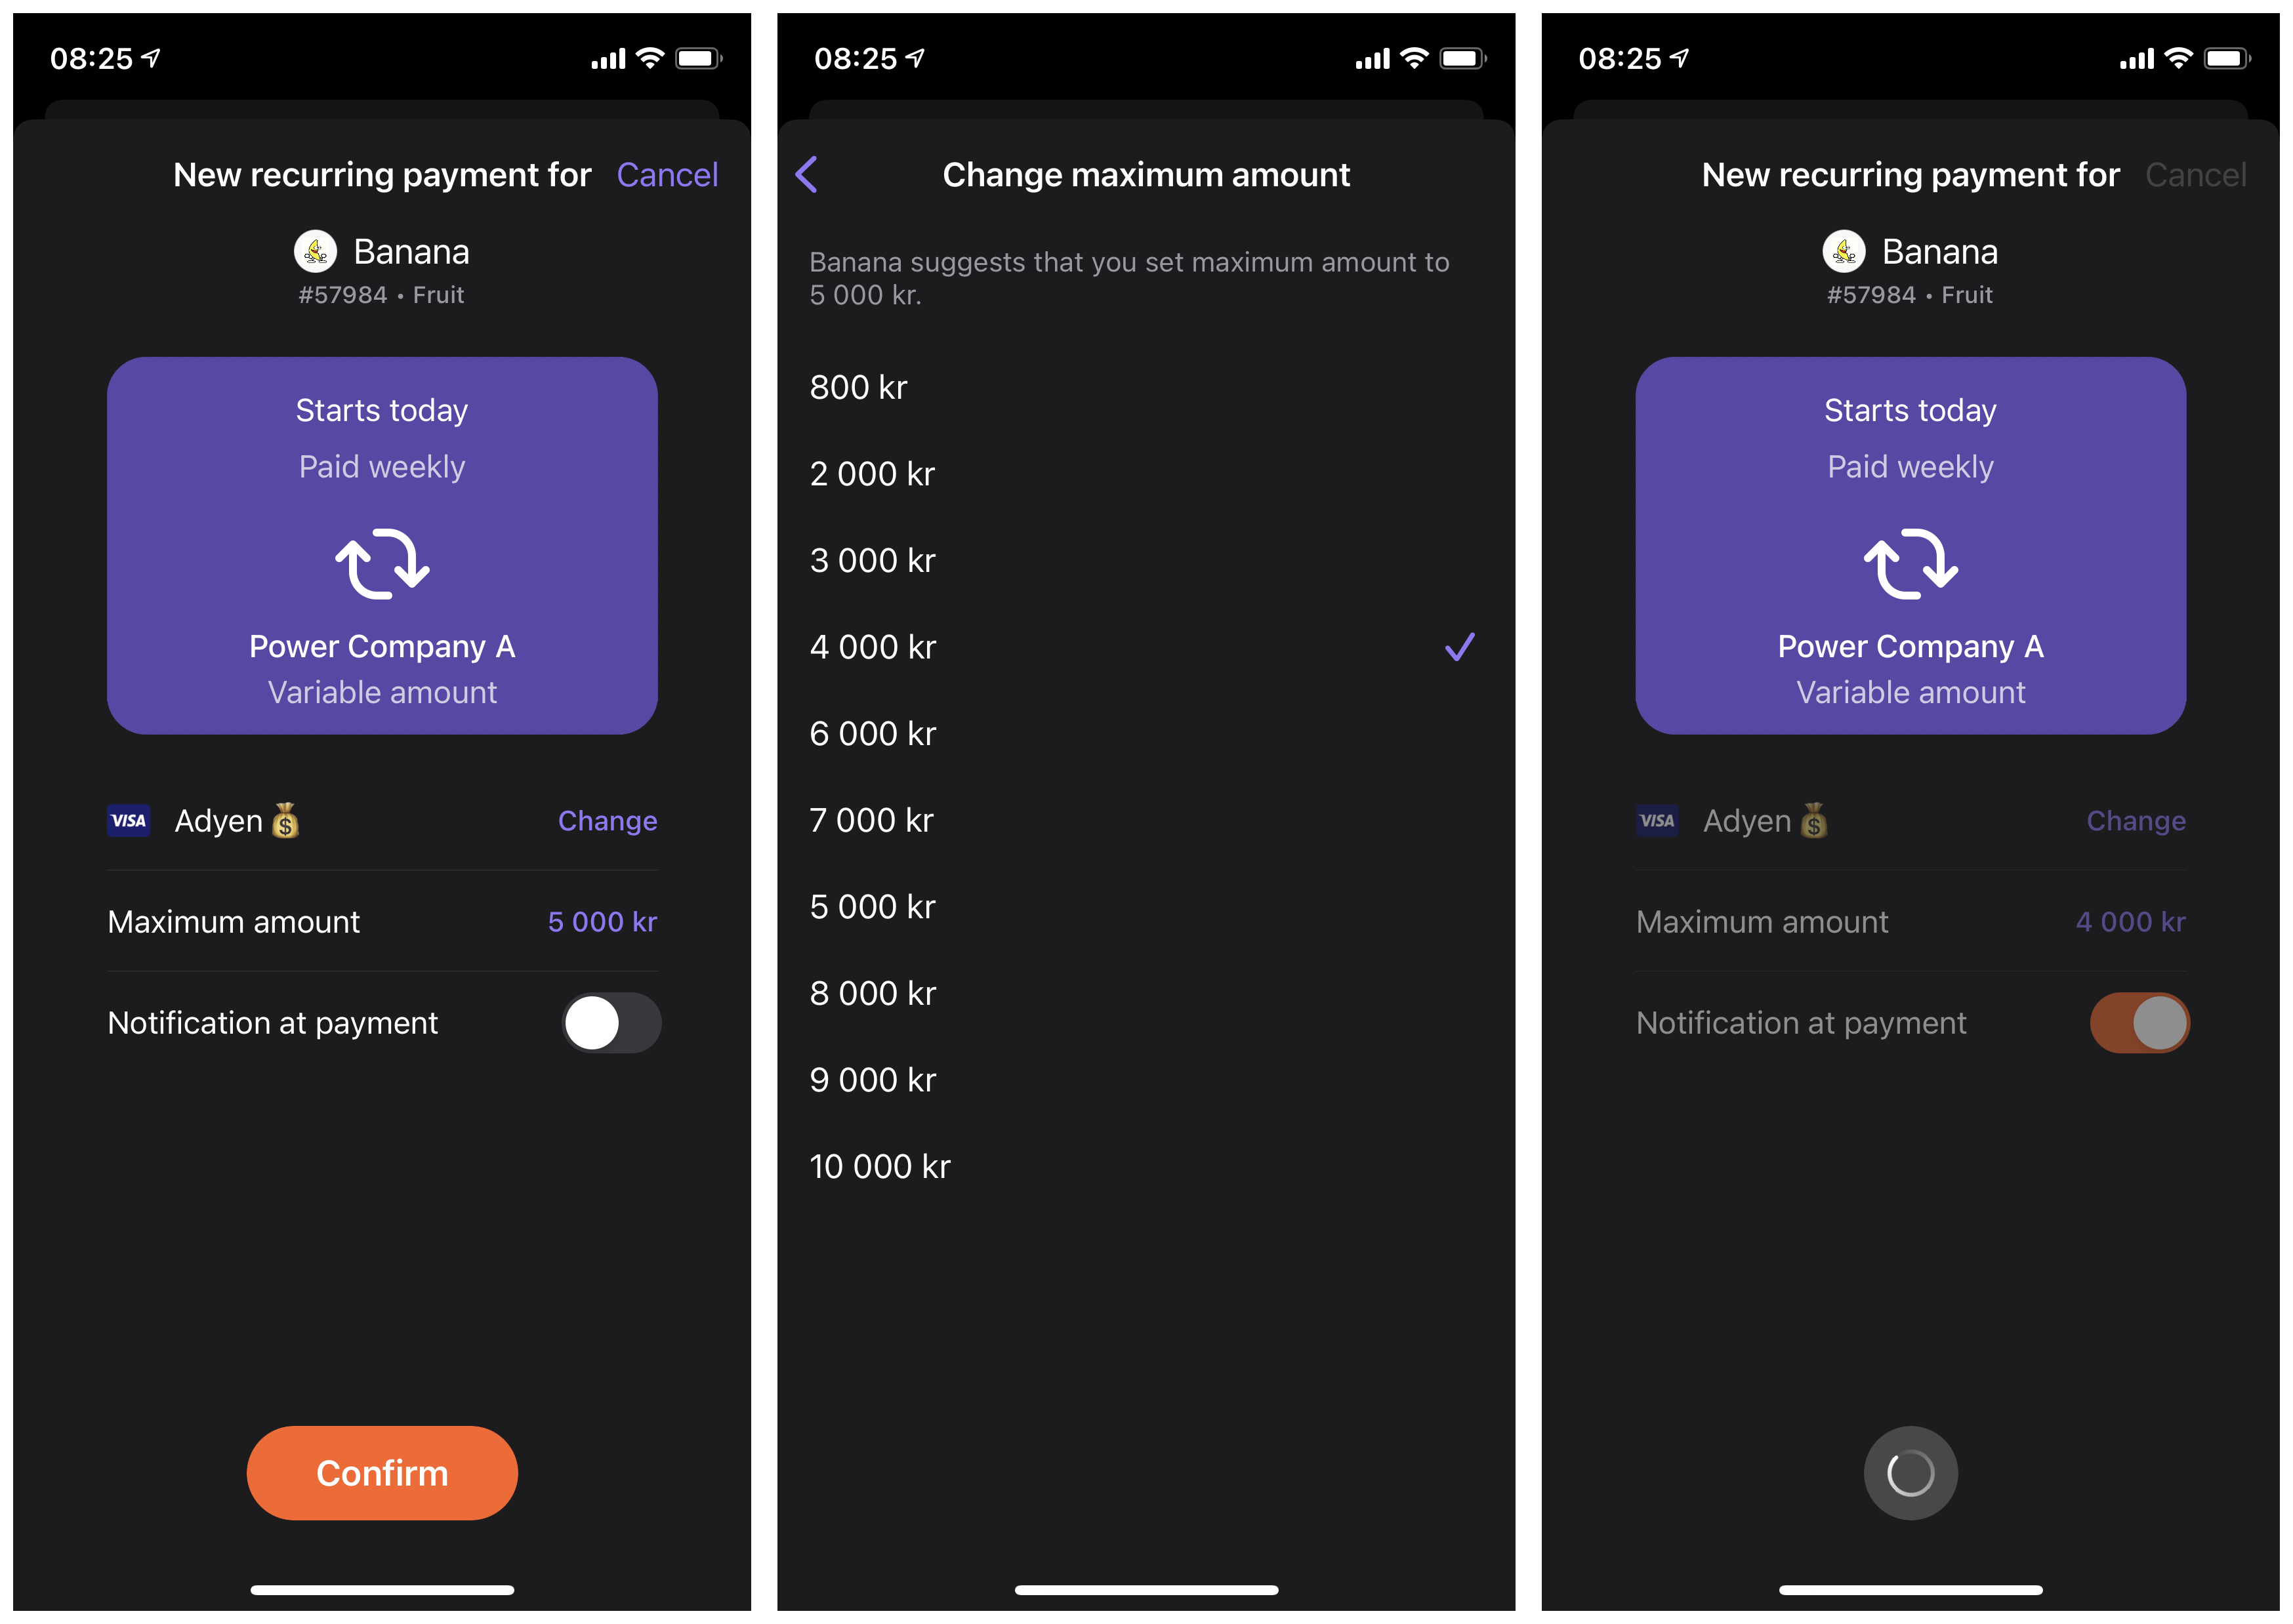 08:25
New recurring payment for Cancel
Banana
#57984 • Fruit
Starts today
Paid weekly
Power Company A
Variable amount
VISA Adyen 💰 Change
Maximum amount 5 000 kr
Notification at payment
Confirm
08:25
Change maximum amount
Banana suggests that you set maximum amount to
5 000 kr.
800 kr
2 000 kr
3 000 kr
4 000 kr
6 000 kr
7 000 kr
5 000 kr
8 000 kr
9 000 kr
10 000 kr
08:25
New recurring payment for Cancel
Banana
#57984 • Fruit
Starts today
Paid weekly
Power Company A
Variable amount
VISA Adyen 💰 Change
Maximum amount 4 000 kr
Notification at payment